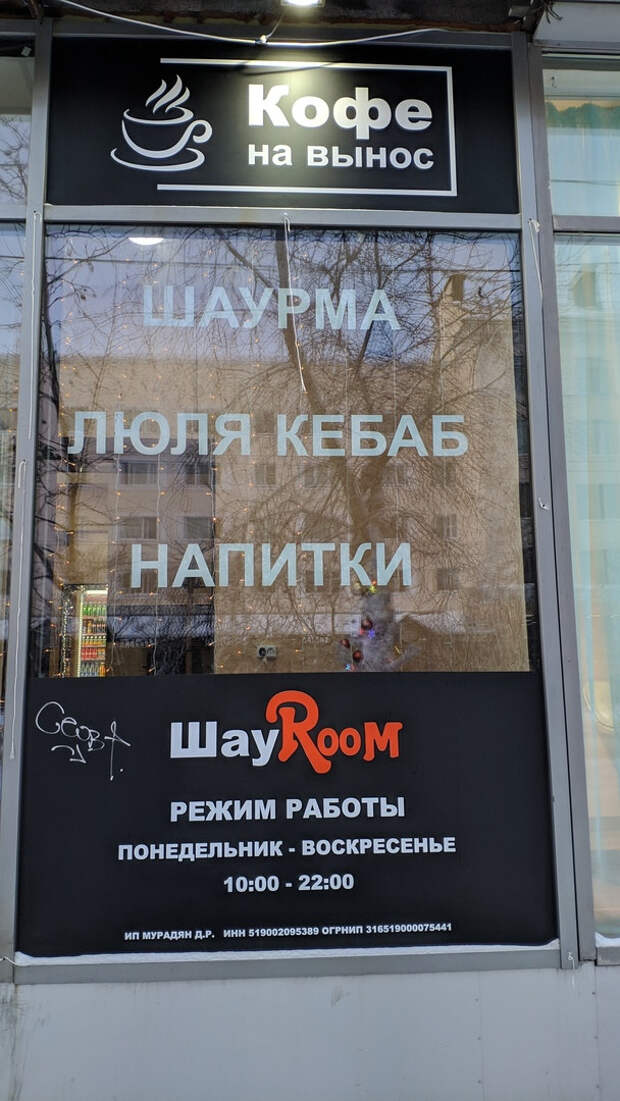 Кофе
на вынос
ШАУРМА
ЛЮЛЯ КЕБАБ
НАПИТКИ
ШауRooM
РЕЖИМ РАБОТЫ
ПОНЕДЕЛЬНИК - ВОСКРЕСЕНЬЕ
10:00 - 22:00
ИП МУРАДЯН Д.Р. ИНН 519002095389 ОГРНИП 316519000075441